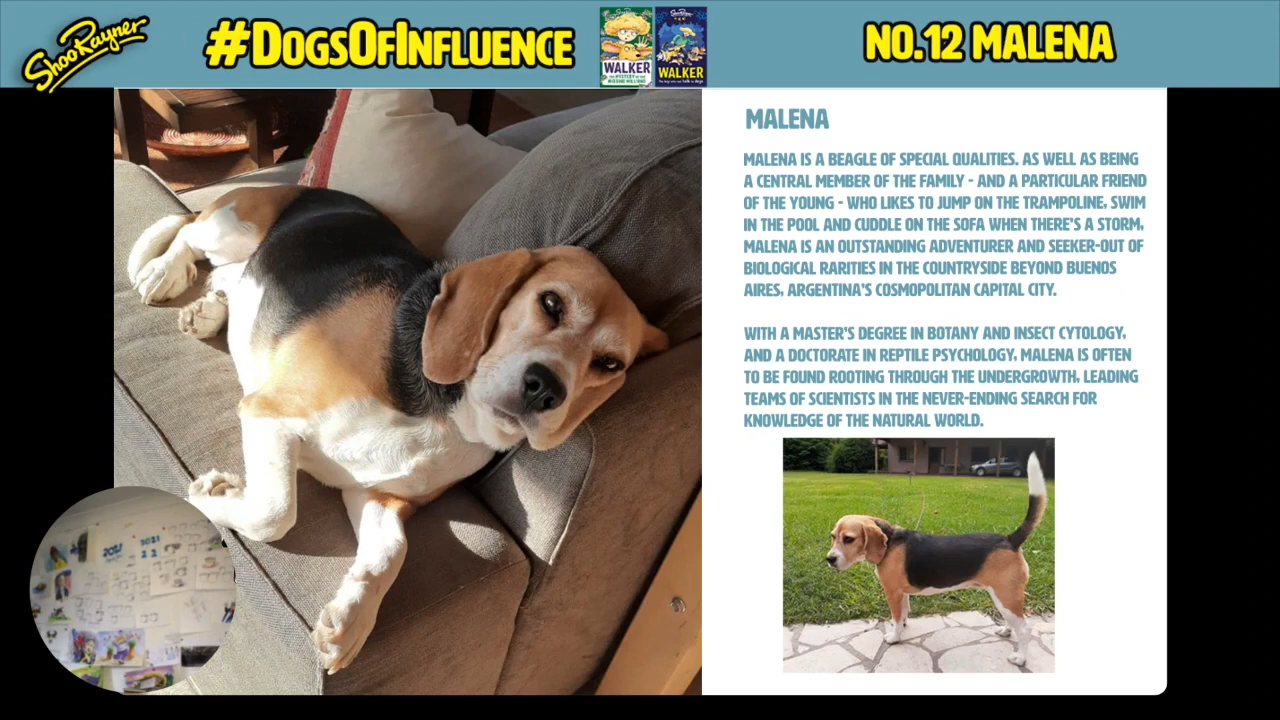 ShooRayner
#DogsOfInfluence
WALKER
WALKER
NO.12 MALENA
MALENA
MALENA IS A BEAGLE OF SPECIAL QUALITIES. AS WELL AS BEING
A CENTRAL MEMBER OF THE FAMILY - AND A PARTICULAR FRIEND
OF THE YOUNG - WHO LIKES TO JUMP ON THE TRAMPOLINE, SWIM
IN THE POOL AND CUDDLE ON THE SOFA WHEN THERE'S A STORM,
MALENA IS AN OUTSTANDING ADVENTURER AND SEEKER-OUT OF
BIOLOGICAL RARITIES IN THE COUNTRYSIDE BEYOND BUENOS
AIRES, ARGENTINA'S COSMOPOLITAN CAPITAL CITY.
WITH A MASTER'S DEGREE IN BOTANY AND INSECT CYTOLOGY,
AND A DOCTORATE IN REPTILE PSYCHOLOGY, MALENA IS OFTEN
TO BE FOUND ROOTING THROUGH THE UNDERGROWTH, LEADING
TEAMS OF SCIENTISTS IN THE NEVER-ENDING SEARCH FOR
KNOWLEDGE OF THE NATURAL WORLD.
2021